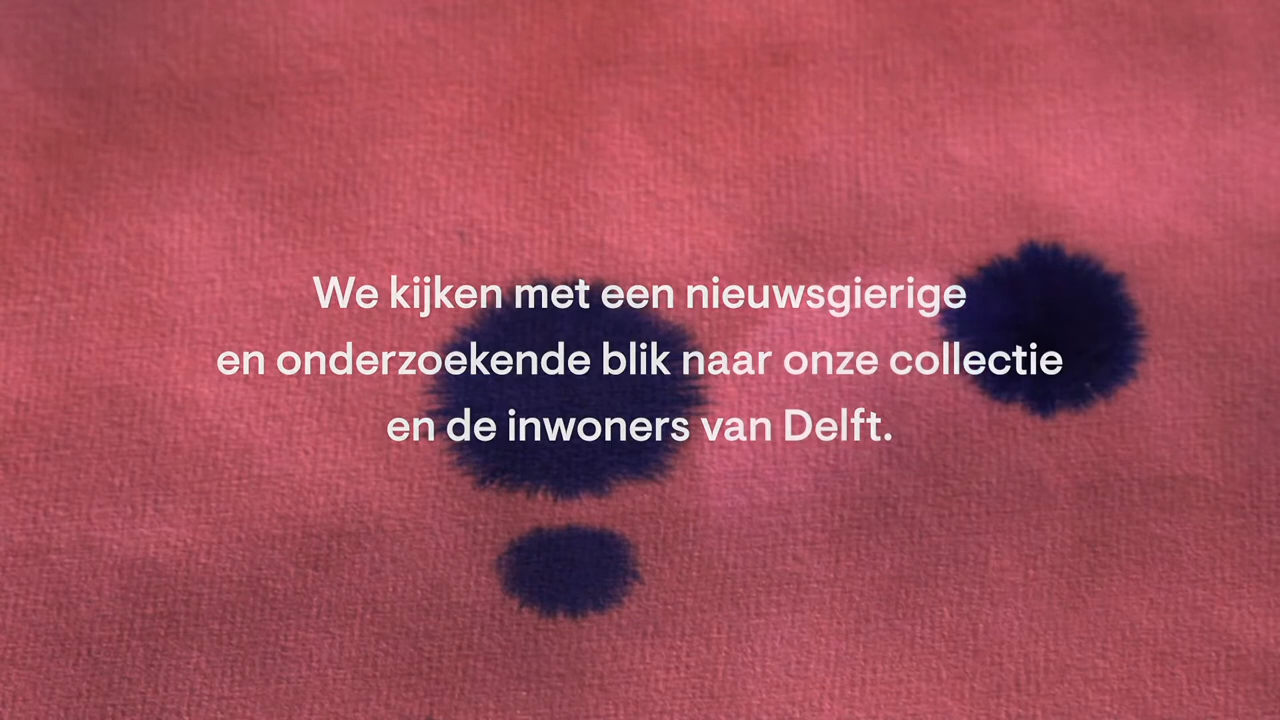 We kijken met een nieuwsgierige
en onderzoekende blik naar onze collectie
en de inwoners van Delft.